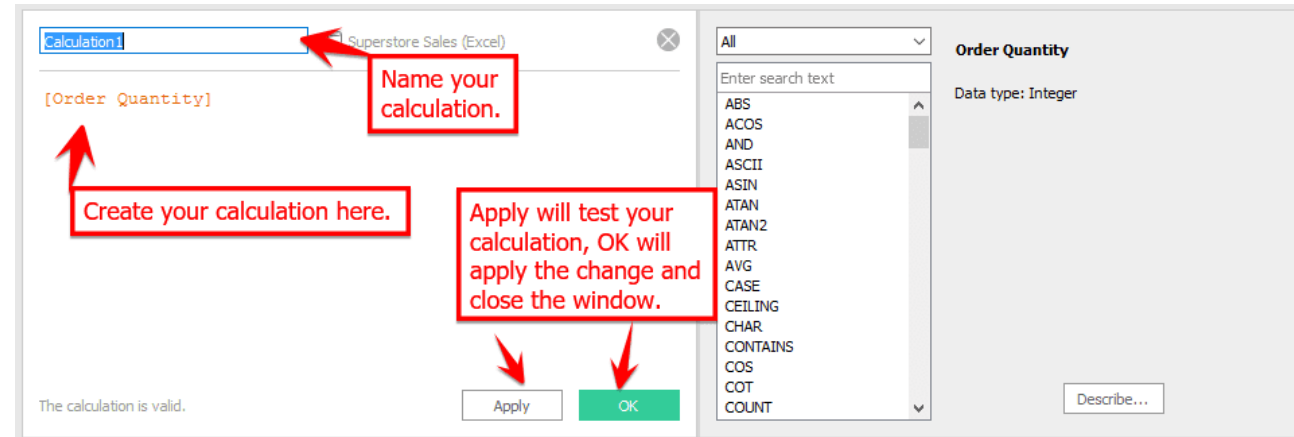 Calculation1
Superstore Sales (Excel)
Name your
calculation.
[Order Quantity]
Create your calculation here.
Apply will test your
calculation, OK will
apply the change and
close the window.
The calculation is valid.
Apply
OK
All
Enter search text
ABS
ACOS
AND
ASCII
ASIN
ATAN
ATAN2
ATTR
AVG
CASE
CEILING
CHAR
CONTAINS
COS
COT
COUNT
Order Quantity
Data type: Integer
Describe...